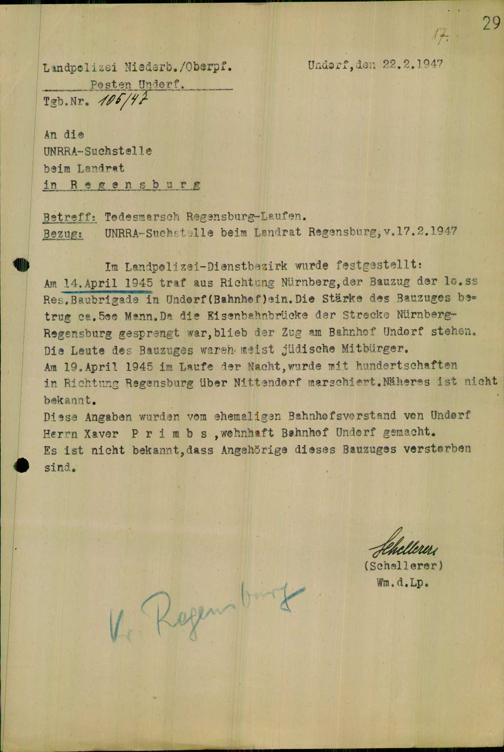 29
17.
Landpolizei Niederb./Oberpf.
Undorf,den 22.2.1947
Posten Undorf.
Tgb.Nr. 105/47
An die
UNRRA-Suchstelle
beim Landrat
in R e g e n s b u r g
Betreff: Todesmarsch Regensburg-Laufen.
Bezug: UNRRA-Suchstelle beim Landrat Regensburg,v.17.2.1947
Im Landpolizei-Dienstbezirk wurde festgestellt:
Am 14.April 1945 traf aus Richtung Nürnberg,der Bauzug der 1o.ss
Res.Baubrigade in Undorf(Bahnhof)ein.Die Stärke des Bauzuges be=
trug ca.5oo Mann.Da die Eisenbahnbrücke der Strecke Nürnberg-
Regensburg gesprengt war,blieb der Zug am Bahnhof Undorf stehen.
Die Leute des Bauzuges waren meist jüdische Mitbürger.
Am 19.April 1945 im Laufe der Nacht,wurde mit hundertschaften
in Richtung Regensburg über Nittendorf marschiert.Näheres ist nicht
bekannt.
Diese Angaben wurden vom ehemaligen Bahnhofsverstand von Undorf
Herrn Xaver P r i m b s ,wohnhaft Bahnhof Undorf gemacht.
Es ist nicht bekannt,dass Angehörige dieses Bauzuges verstorben
sind.
Schellerer
(Schellerer)
Wm.d.Lp.
Kr. Regensburg